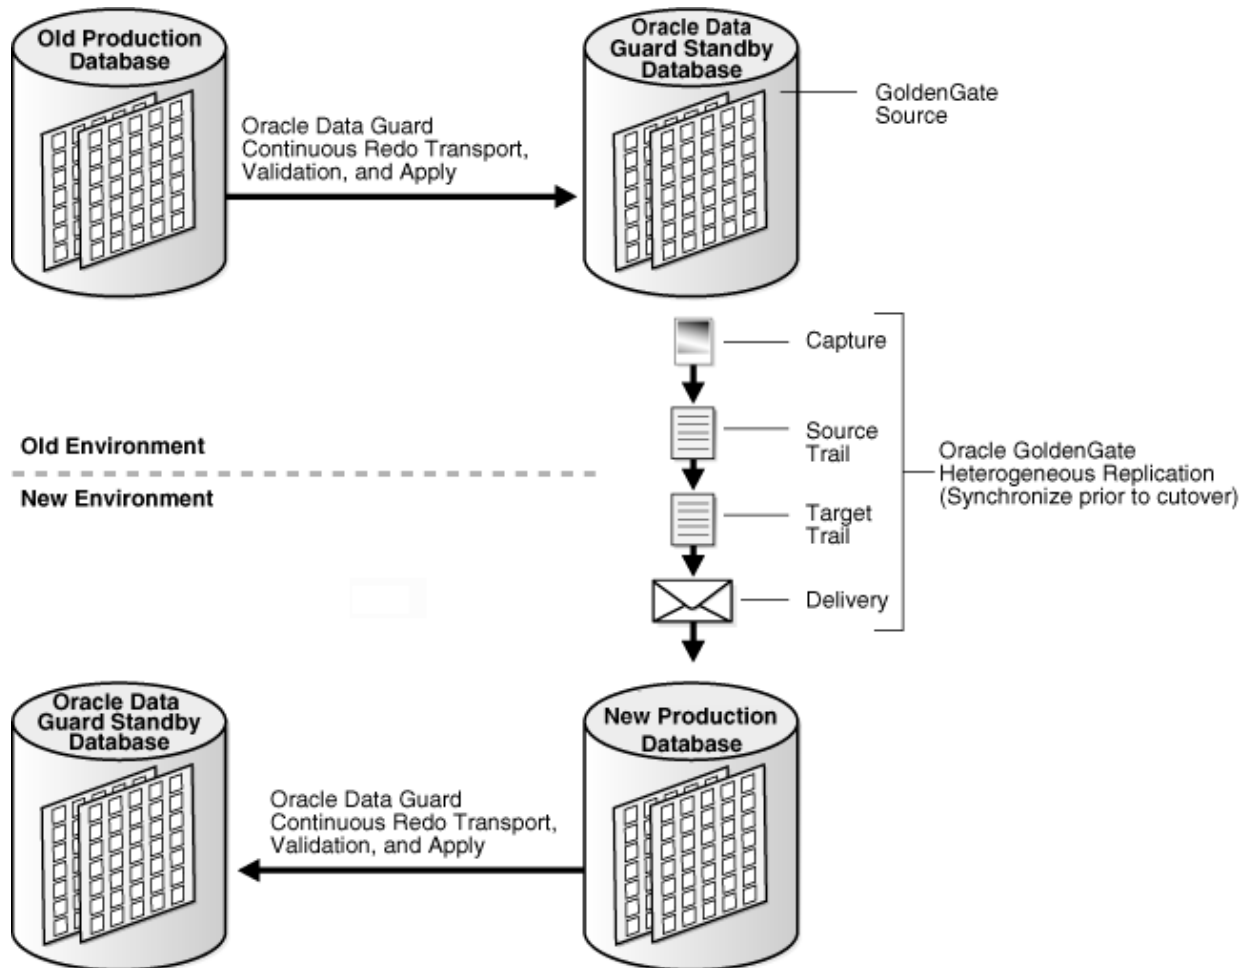 Old Production
Database
Oracle Data
Guard Standby
Database
GoldenGate
Source
Oracle Data Guard
Continuous Redo Transport,
Validation, and Apply
Capture
Source
Trail
Old Environment
New Environment
Oracle GoldenGate
Heterogeneous Replication
(Synchronize prior to cutover)
Target
Trail
Delivery
Oracle Data
Guard Standby
Database
New Production
Database
Oracle Data Guard
Continuous Redo Transport,
Validation, and Apply